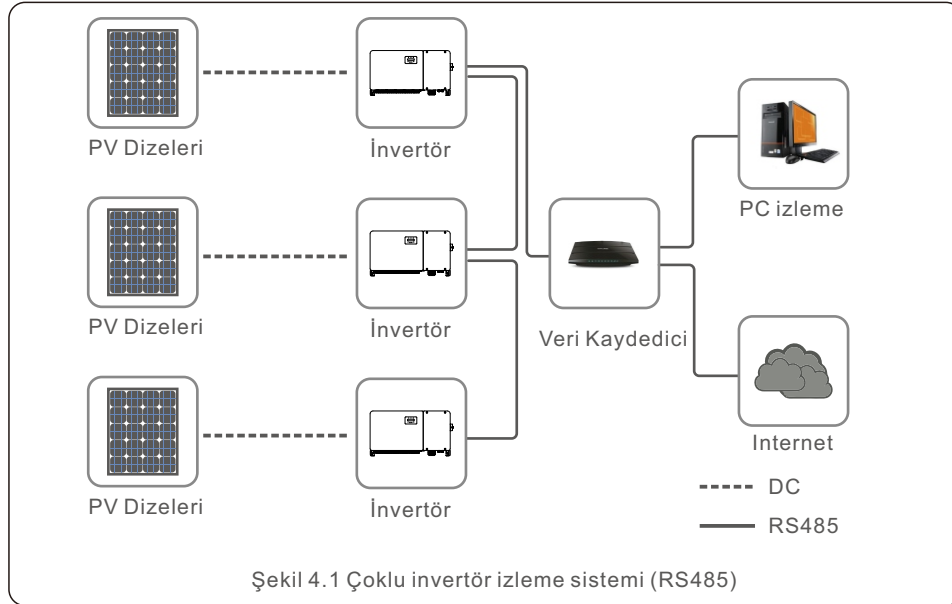 PV Dizeleri
İnvertör
PC izleme
PV Dizeleri
İnvertör
Veri Kaydedici
PV Dizeleri
İnvertör
Internet
DC
RS485
Şekil 4.1 Çoklu invertör izleme sistemi (RS485)